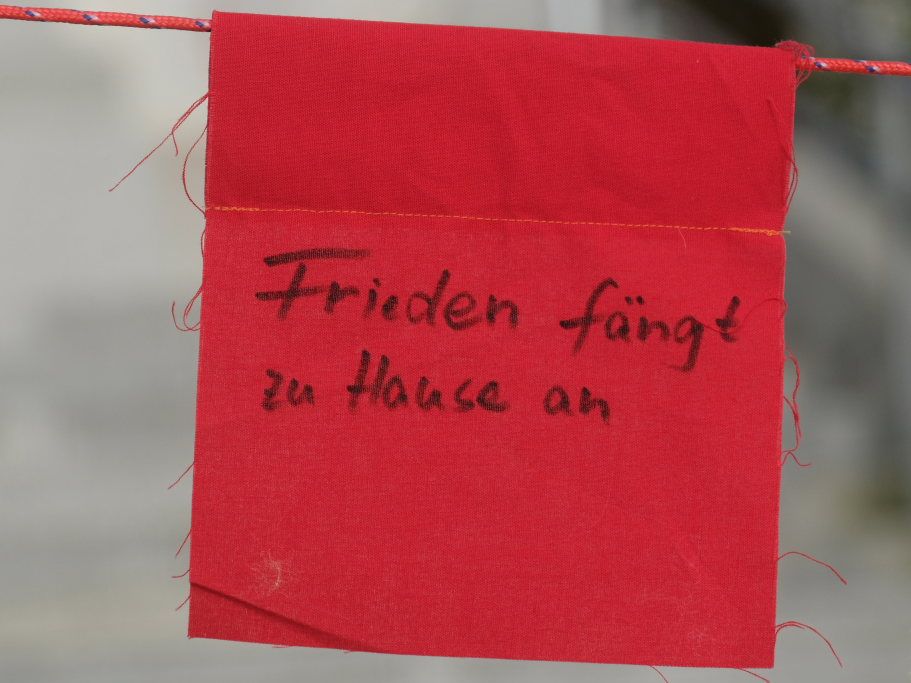 Frieden fängt
zu Hause an